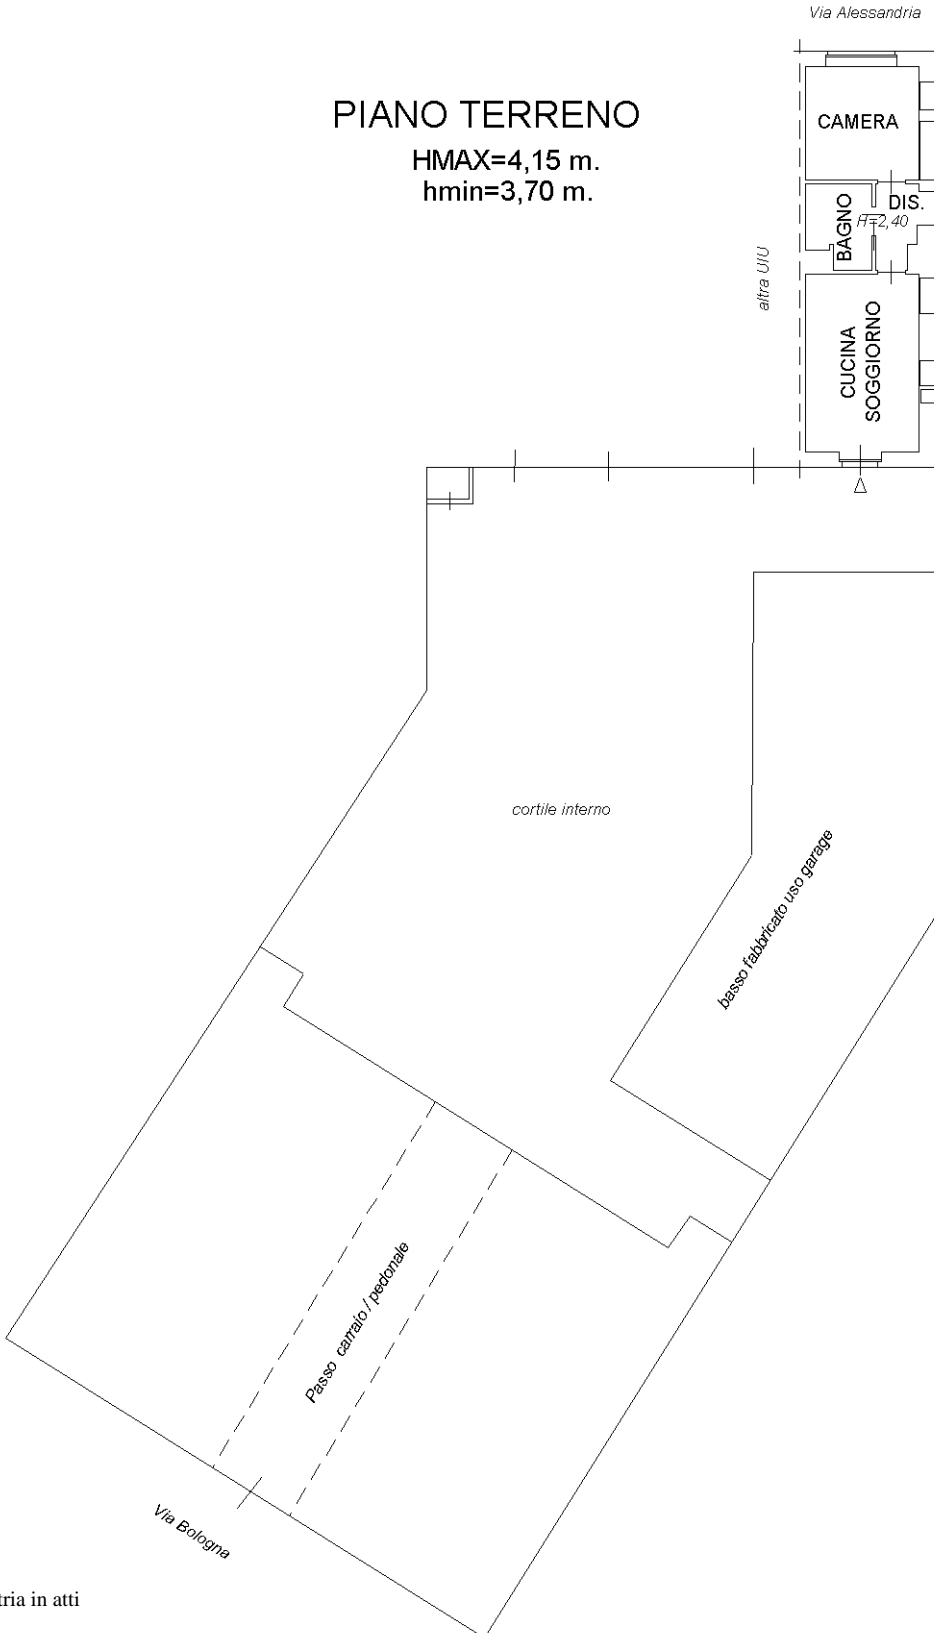 Via Alessandria
PIANO TERRENO
HMAX=4,15 m.
hmin=3,70 m.
CAMERA
DIS.
H=2,40
BAGNO
altra UIU
CUCINA
SOGGIORNO
cortile interno
basso fabbricato uso garage
Passo carraio / pedonale
Via Bologna
tria in atti